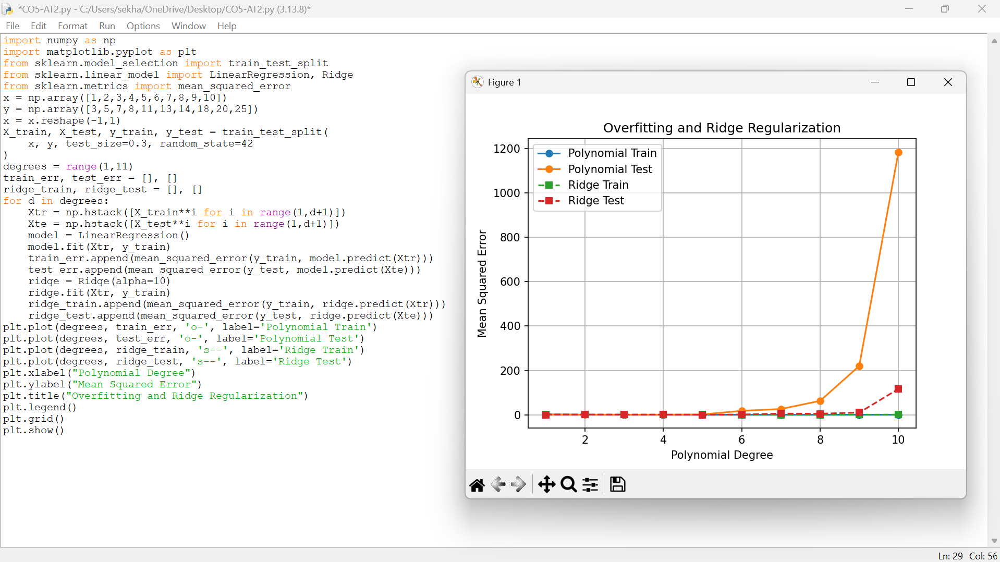 *CO5-AT2.py - C:/Users/sekha/OneDrive/Desktop/CO5-AT2.py (3.13.8)*
File Edit Format Run Options Window Help
import numpy as np
import matplotlib.pyplot as plt
from sklearn.model_selection import train_test_split
from sklearn.linear_model import LinearRegression, Ridge
from sklearn.metrics import mean_squared_error
x = np.array([1,2,3,4,5,6,7,8,9,10])
y = np.array([3,5,7,8,11,13,14,18,20,25])
x = x.reshape(-1,1)
X_train, X_test, y_train, y_test = train_test_split(
    x, y, test_size=0.3, random_state=42
)
degrees = range(1,11)
train_err, test_err = [], []
ridge_train, ridge_test = [], []
for d in degrees:
    Xtr = np.hstack([X_train**i for i in range(1,d+1)])
    Xte = np.hstack([X_test**i for i in range(1,d+1)])
    model = LinearRegression()
    model.fit(Xtr, y_train)
    train_err.append(mean_squared_error(y_train, model.predict(Xtr)))
    test_err.append(mean_squared_error(y_test, model.predict(Xte)))
    ridge = Ridge(alpha=10)
    ridge.fit(Xtr, y_train)
    ridge_train.append(mean_squared_error(y_train, ridge.predict(Xtr)))
    ridge_test.append(mean_squared_error(y_test, ridge.predict(Xte)))
plt.plot(degrees, train_err, 'o-', label='Polynomial Train')
plt.plot(degrees, test_err, 'o-', label='Polynomial Test')
plt.plot(degrees, ridge_train, 's--', label='Ridge Train')
plt.plot(degrees, ridge_test, 's--', label='Ridge Test')
plt.xlabel("Polynomial Degree")
plt.ylabel("Mean Squared Error")
plt.title("Overfitting and Ridge Regularization")
plt.legend()
plt.grid()
plt.show()
Figure 1
Overfitting and Ridge Regularization
Polynomial Train
Polynomial Test
Ridge Train
Ridge Test
Mean Squared Error
1200
1000
800
600
400
200
0
2 4 6 8 10
Polynomial Degree
Ln: 29 Col: 56